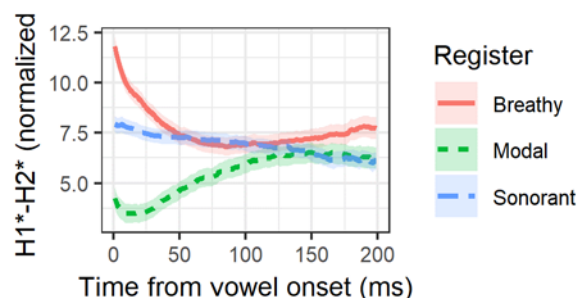 12.5
10.0
7.5
5.0
H1*-H2* (normalized)
0 50 100 150 200
Time from vowel onset (ms)
Register
Breathy
Modal
Sonorant